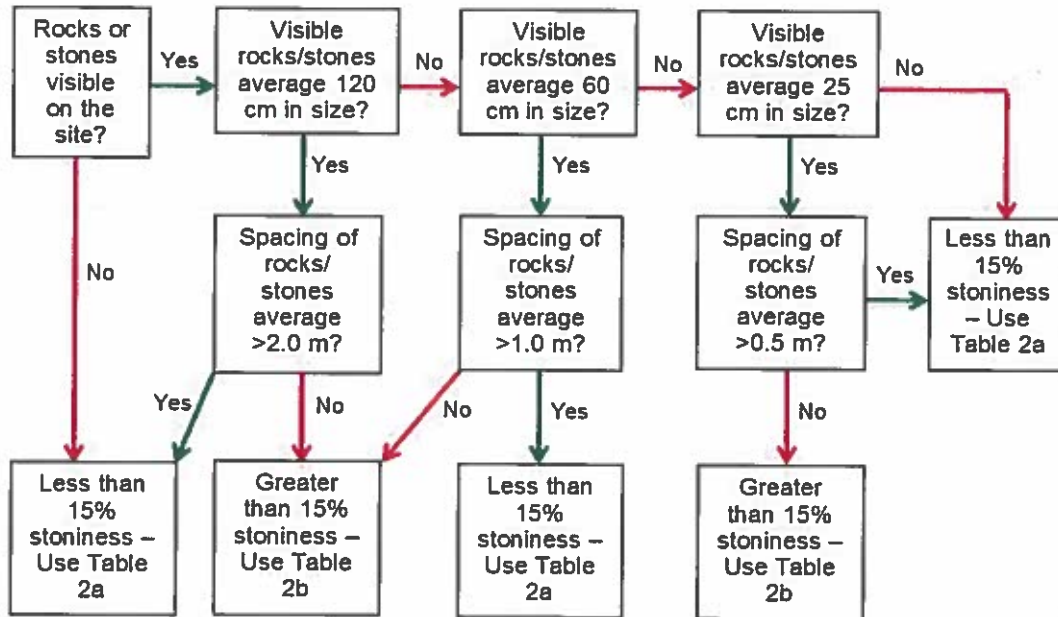 Rocks or
stones
visible
on the
site?
Yes
Visible
rocks/stones
average 120
cm in size?
No
Visible
rocks/stones
average 60
cm in size?
No
Visible
rocks/stones
average 25
cm in size?
No
Yes
Yes
Yes
No
Spacing of
rocks/
stones
average
>2.0 m?
Spacing of
rocks/
stones
average
>1.0 m?
Spacing of
rocks/
stones
average
>0.5 m?
Yes
Less than
15%
stoniness
– Use
Table 2a
Yes
No
No
Yes
No
Less than
15%
stoniness –
Use Table
2a
Greater
than 15%
stoniness –
Use Table
2b
Less than
15%
stoniness –
Use Table
2a
Greater
than 15%
stoniness –
Use Table
2b